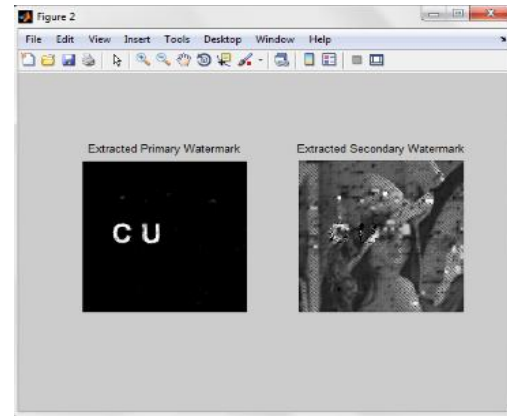 Figure 2
File Edit View Insert Tools Desktop Window Help
Extracted Primary Watermark Extracted Secondary Watermark
C U
C U